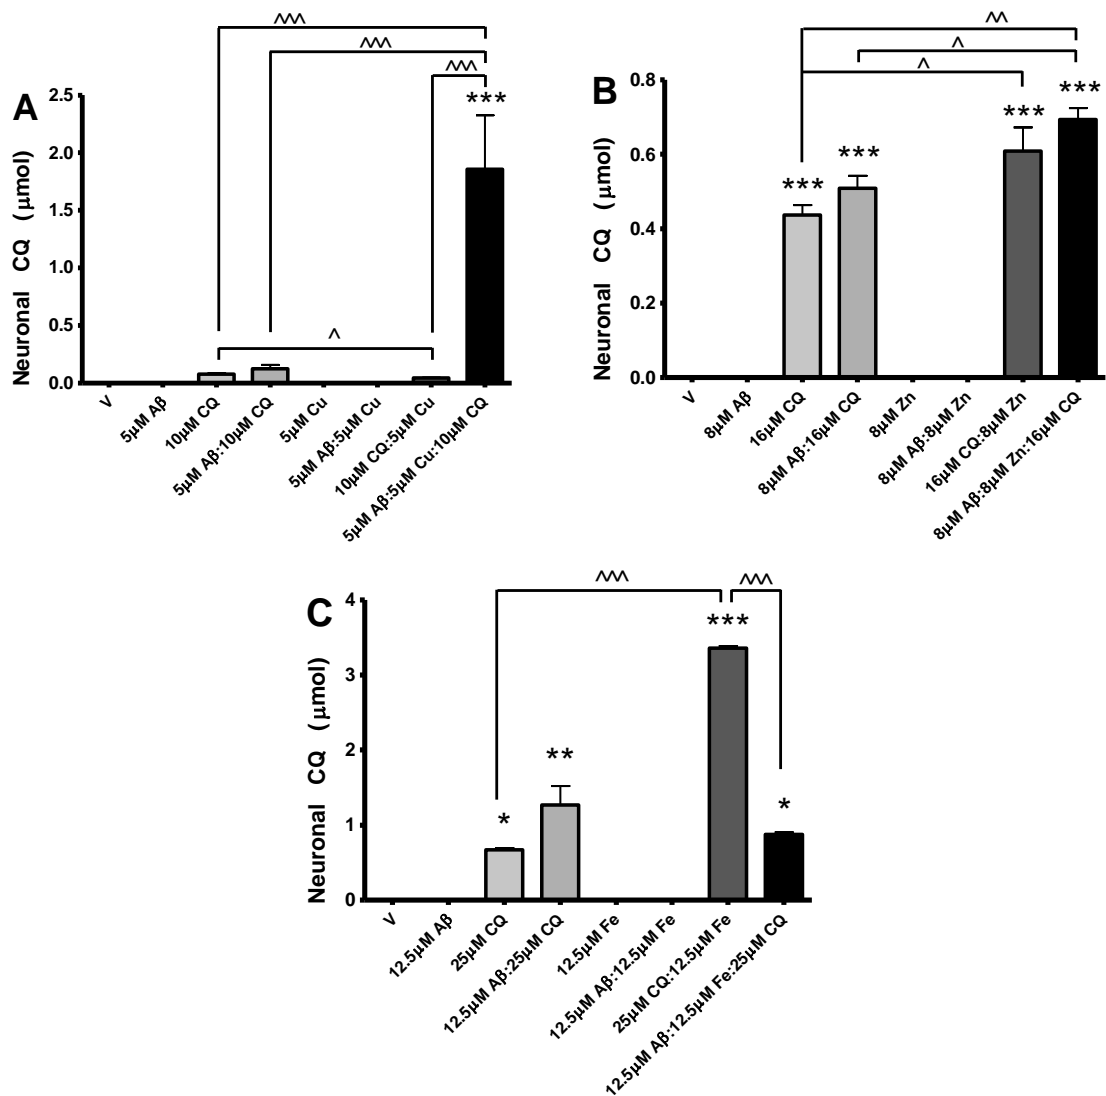 ^^^
^^^
^^^
A
Neuronal CQ (µmol)
2.5
2.0
1.5
1.0
0.5
0.0
***
^
V
5µM Aβ
10µM CQ
5µM Aβ:10µM CQ
5µM Cu
5µM Aβ:5µM Cu
10µM CQ:5µM Cu
5µM Aβ:5µM Cu:10µM CQ
^^
^
^
B
Neuronal CQ (µmol)
0.8
0.6
0.4
0.2
0.0
***
***
***
***
V
8µM Aβ
16µM CQ
8µM Aβ:16µM CQ
8µM Zn
8µM Aβ:8µM Zn
16µM CQ:8µM Zn
8µM Aβ:8µM Zn:16µM CQ
^^^
^^^
C
Neuronal CQ (µmol)
4
3
2
1
0
*
**
***
*
V
12.5µM Aβ
25µM CQ
12.5µM Aβ:25µM CQ
12.5µM Fe
12.5µM Aβ:12.5µM Fe
25µM CQ:12.5µM Fe
12.5µM Aβ:12.5µM Fe:25µM CQ